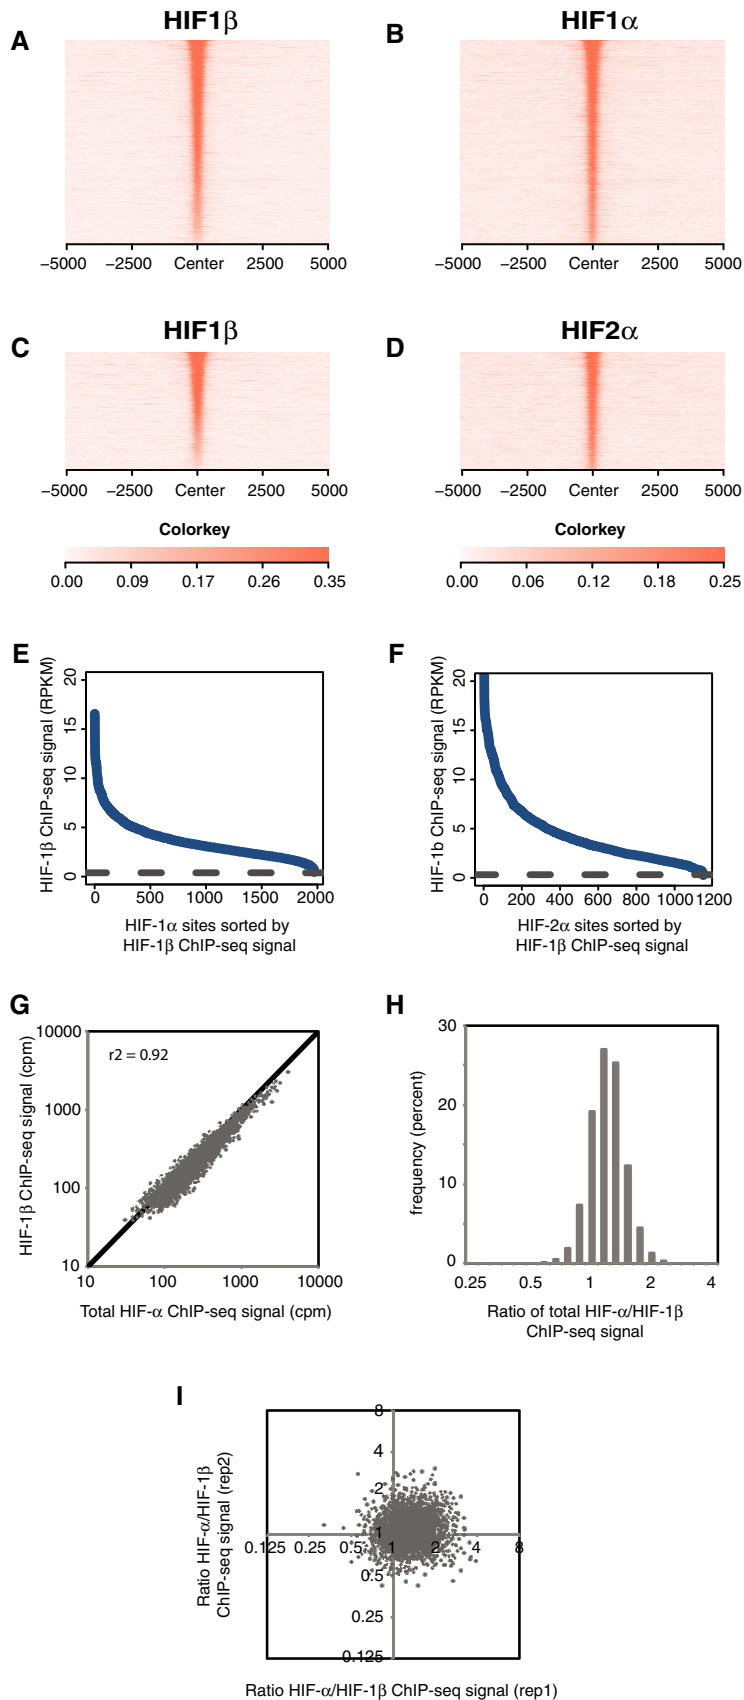 A
HIF1β
−5000 −2500 Center 2500 5000
B
HIF1α
−5000 −2500 Center 2500 5000
C
HIF1β
−5000 −2500 Center 2500 5000
Colorkey
0.00 0.09 0.17 0.26 0.35
D
HIF2α
−5000 −2500 Center 2500 5000
Colorkey
0.00 0.06 0.12 0.18 0.25
E
HIF-1β ChIP-seq signal (RPKM)
20
15
10
5
0
0 500 1000 1500 2000
HIF-1α sites sorted by
HIF-1β ChIP-seq signal
F
HIF-1b ChIP-seq signal (RPKM)
20
15
10
5
0
0 200 400 600 800 1000 1200
HIF-2α sites sorted by
HIF-1β ChIP-seq signal
G
HIF-1β ChIP-seq signal (cpm)
10000
1000
100
10
r2 = 0.92
10 100 1000 10000
Total HIF-α ChIP-seq signal (cpm)
H
frequency (percent)
30
20
10
0
0.25 0.5 1 2 4
Ratio of total HIF-α/HIF-1β
ChIP-seq signal
I
Ratio HIF-α/HIF-1β
ChIP-seq signal (rep2)
8
4
2
1
0.5
0.25
0.125
0.125 0.25 0.5 1 2 4 8
Ratio HIF-α/HIF-1β ChIP-seq signal (rep1)